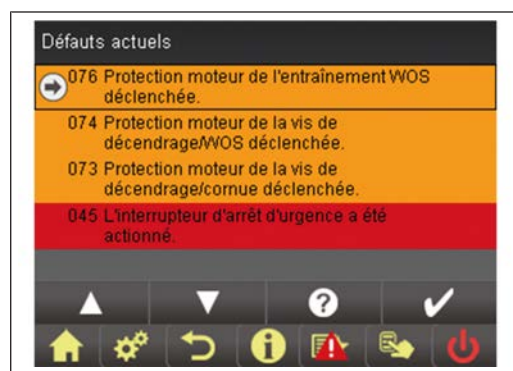 Défauts actuels
076 Protection moteur de l'entraînement WOS
déclenchée.
074 Protection moteur de la vis de
décendrage/WOS déclenchée.
073 Protection moteur de la vis de
décendrage/cornue déclenchée.
045 L'interrupteur d'arrêt d'urgence a été
actionné.